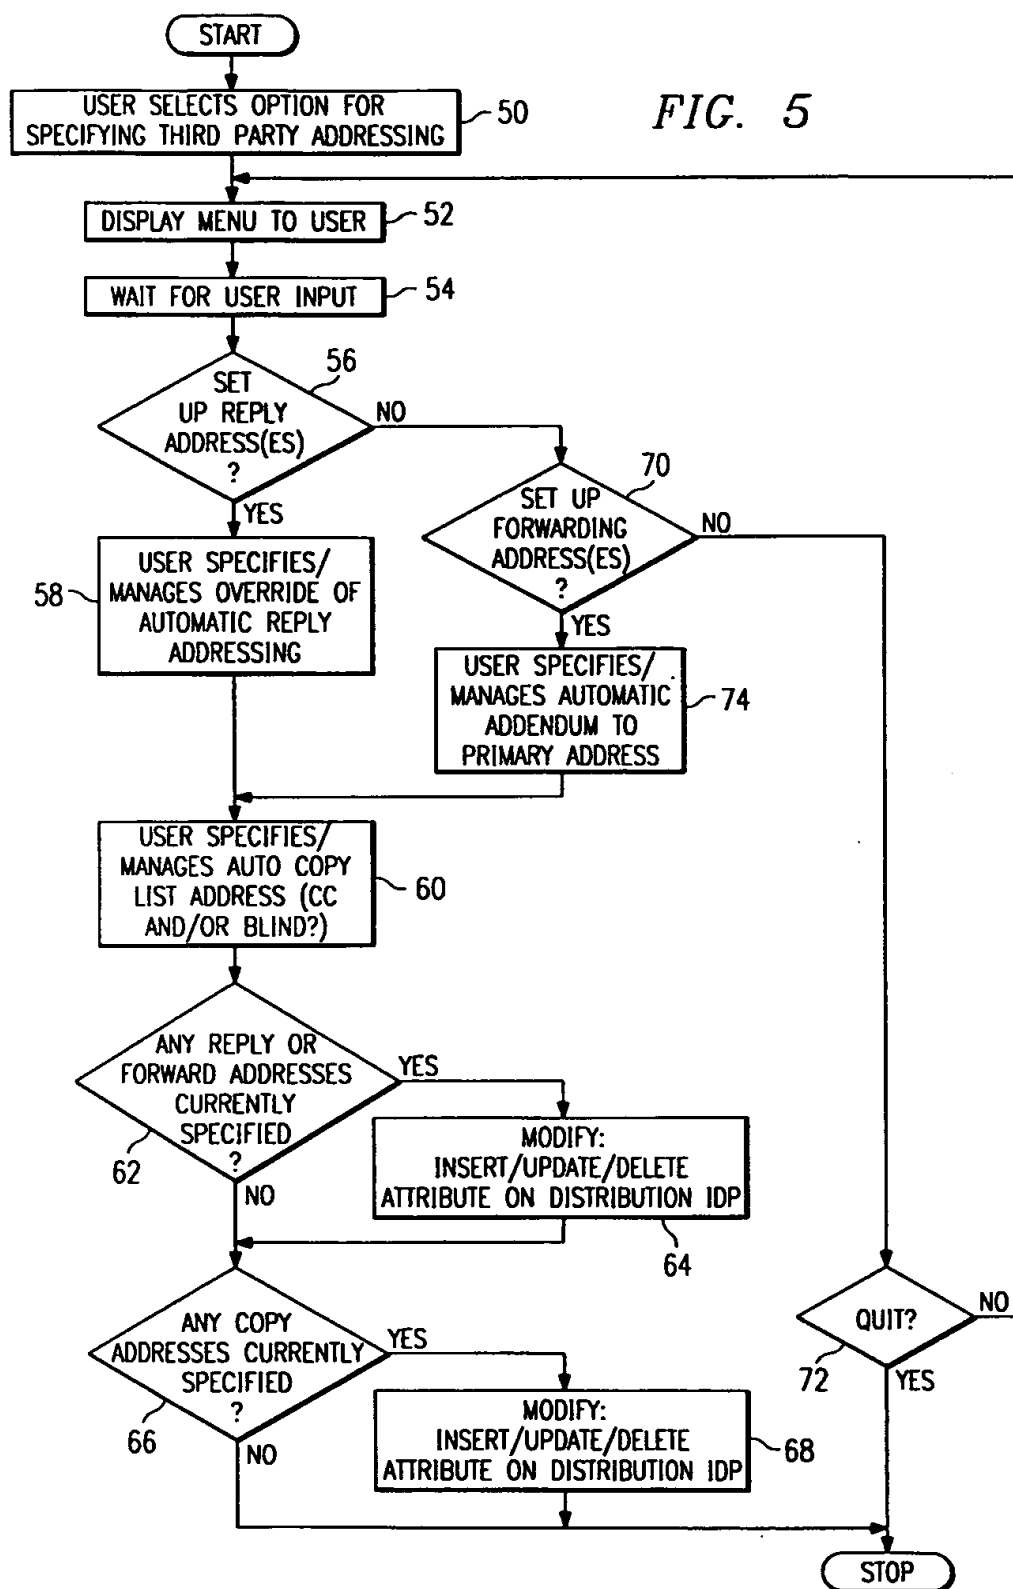 START
USER SELECTS OPTION FOR
SPECIFYING THIRD PARTY ADDRESSING
50
FIG. 5
DISPLAY MENU TO USER
52
WAIT FOR USER INPUT
54
SET
UP REPLY
ADDRESS(ES)
?
56
NO
YES
SET UP
FORWARDING
ADDRESS(ES)
?
70
NO
YES
USER SPECIFIES/
MANAGES OVERRIDE OF
AUTOMATIC REPLY
ADDRESSING
58
USER SPECIFIES/
MANAGES AUTOMATIC
ADDENDUM TO
PRIMARY ADDRESS
74
USER SPECIFIES/
MANAGES AUTO COPY
LIST ADDRESS (CC
AND/OR BLIND?)
60
ANY REPLY OR
FORWARD ADDRESSES
CURRENTLY
SPECIFIED
?
62
YES
NO
MODIFY:
INSERT/UPDATE/DELETE
ATTRIBUTE ON DISTRIBUTION IDP
64
ANY COPY
ADDRESSES CURRENTLY
SPECIFIED
?
66
YES
NO
MODIFY:
INSERT/UPDATE/DELETE
ATTRIBUTE ON DISTRIBUTION IDP
68
QUIT?
72
NO
YES
STOP